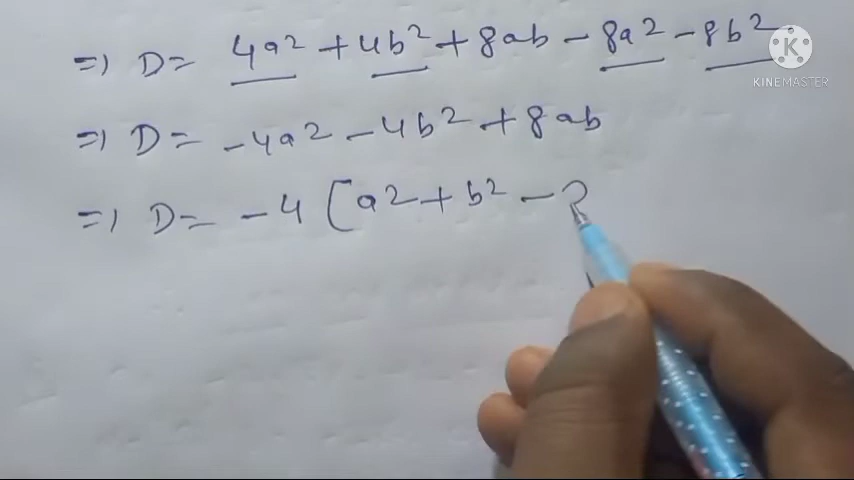 =) D = 4a² + 4b² + 8ab - 8a² - 8b²
=) D = -4a² - 4b² + 8ab
=) D = -4 [a² + b² -
K
KINEMASTER